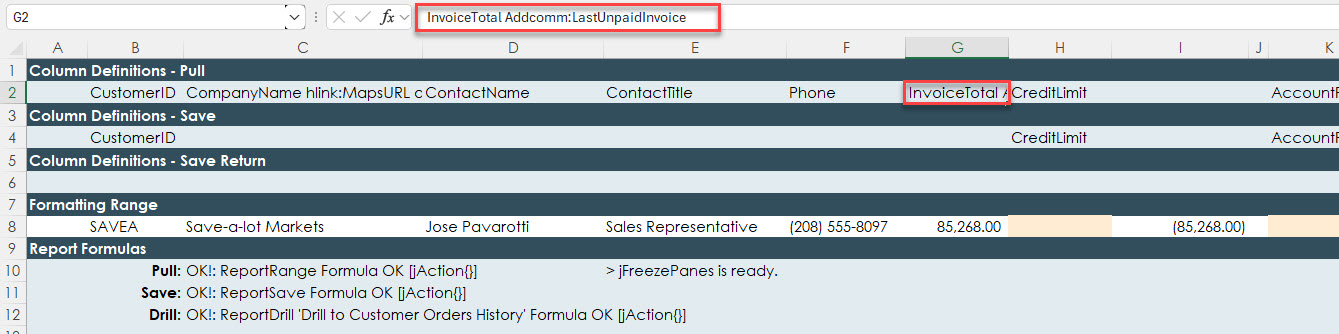 G2 fx InvoiceTotal Addcomm:LastUnpaidInvoice
A B C D E F G H I J K
1 Column Definitions - Pull
2 CustomerID CompanyName hlink:MapsURL c ContactName ContactTitle Phone InvoiceTotal A CreditLimit AccountR
3 Column Definitions - Save
4 CustomerID CreditLimit AccountR
5 Column Definitions - Save Return
6
7 Formatting Range
8 SAVEA Save-a-lot Markets Jose Pavarotti Sales Representative (208) 555-8097 85,268.00 (85,268.00)
9 Report Formulas
10 Pull: OK!: ReportRange Formula OK [jAction{}] > jFreezePanes is ready.
11 Save: OK!: ReportSave Formula OK [jAction{}]
12 Drill: OK!: ReportDrill 'Drill to Customer Orders History' Formula OK [jAction{}]